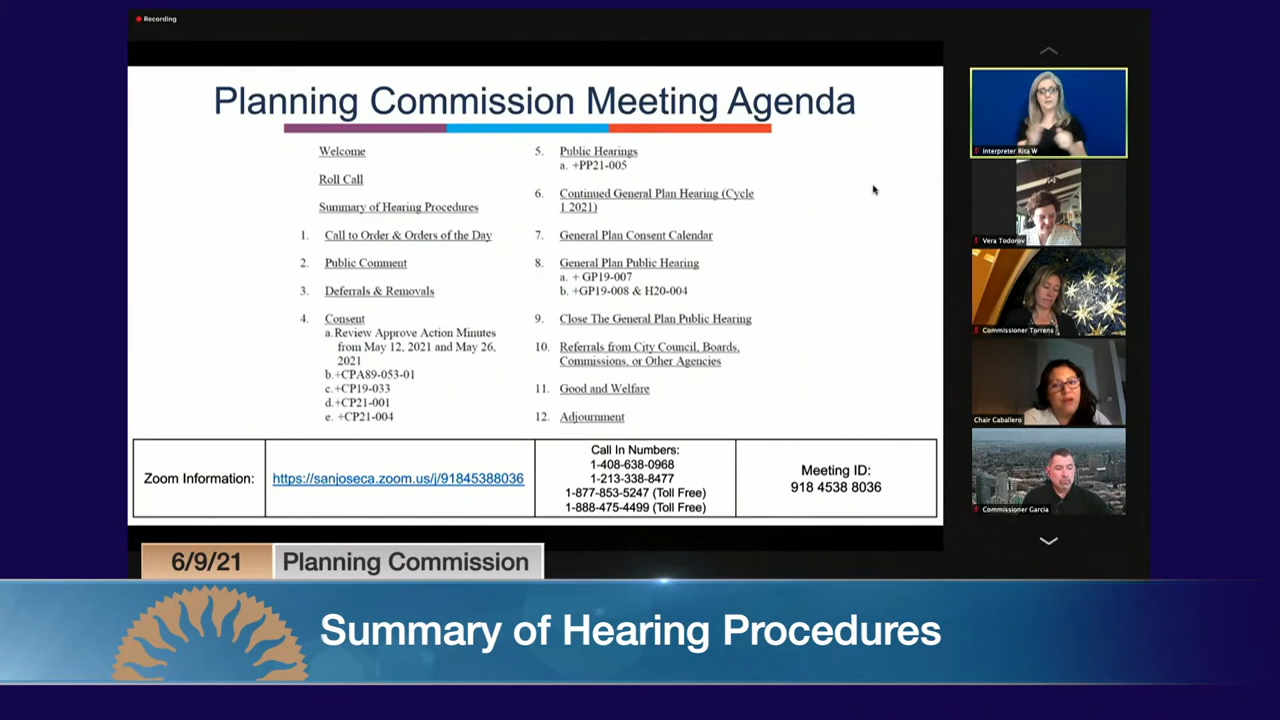 Recording
Planning Commission Meeting Agenda
Welcome
Roll Call
Summary of Hearing Procedures
1. Call to Order & Orders of the Day
2. Public Comment
3. Deferrals & Removals
4. Consent
a.Review Approve Action Minutes
from May 12, 2021 and May 26,
2021
b.+CPA89-053-01
c.+CP19-033
d.+CP21-001
e. +CP21-004
5. Public Hearings
a. +PP21-005
6. Continued General Plan Hearing (Cycle
1 2021)
7. General Plan Consent Calendar
8. General Plan Public Hearing
a. + GP19-007
b. +GP19-008 & H20-004
9. Close The General Plan Public Hearing
10. Referrals from City Council, Boards,
Commissions, or Other Agencies
11. Good and Welfare
12. Adjournment
Zoom Information:
https://sanjoseca.zoom.us/j/91845388036
Call In Numbers:
1-408-638-0968
1-213-338-8477
1-877-853-5247 (Toll Free)
1-888-475-4499 (Toll Free)
Meeting ID:
918 4538 8036
Interpreter Rita W
Vera Todorov
Commissioner Torrens
Chair Caballero
Commissioner Garcia
6/9/21
Planning Commission
Summary of Hearing Procedures